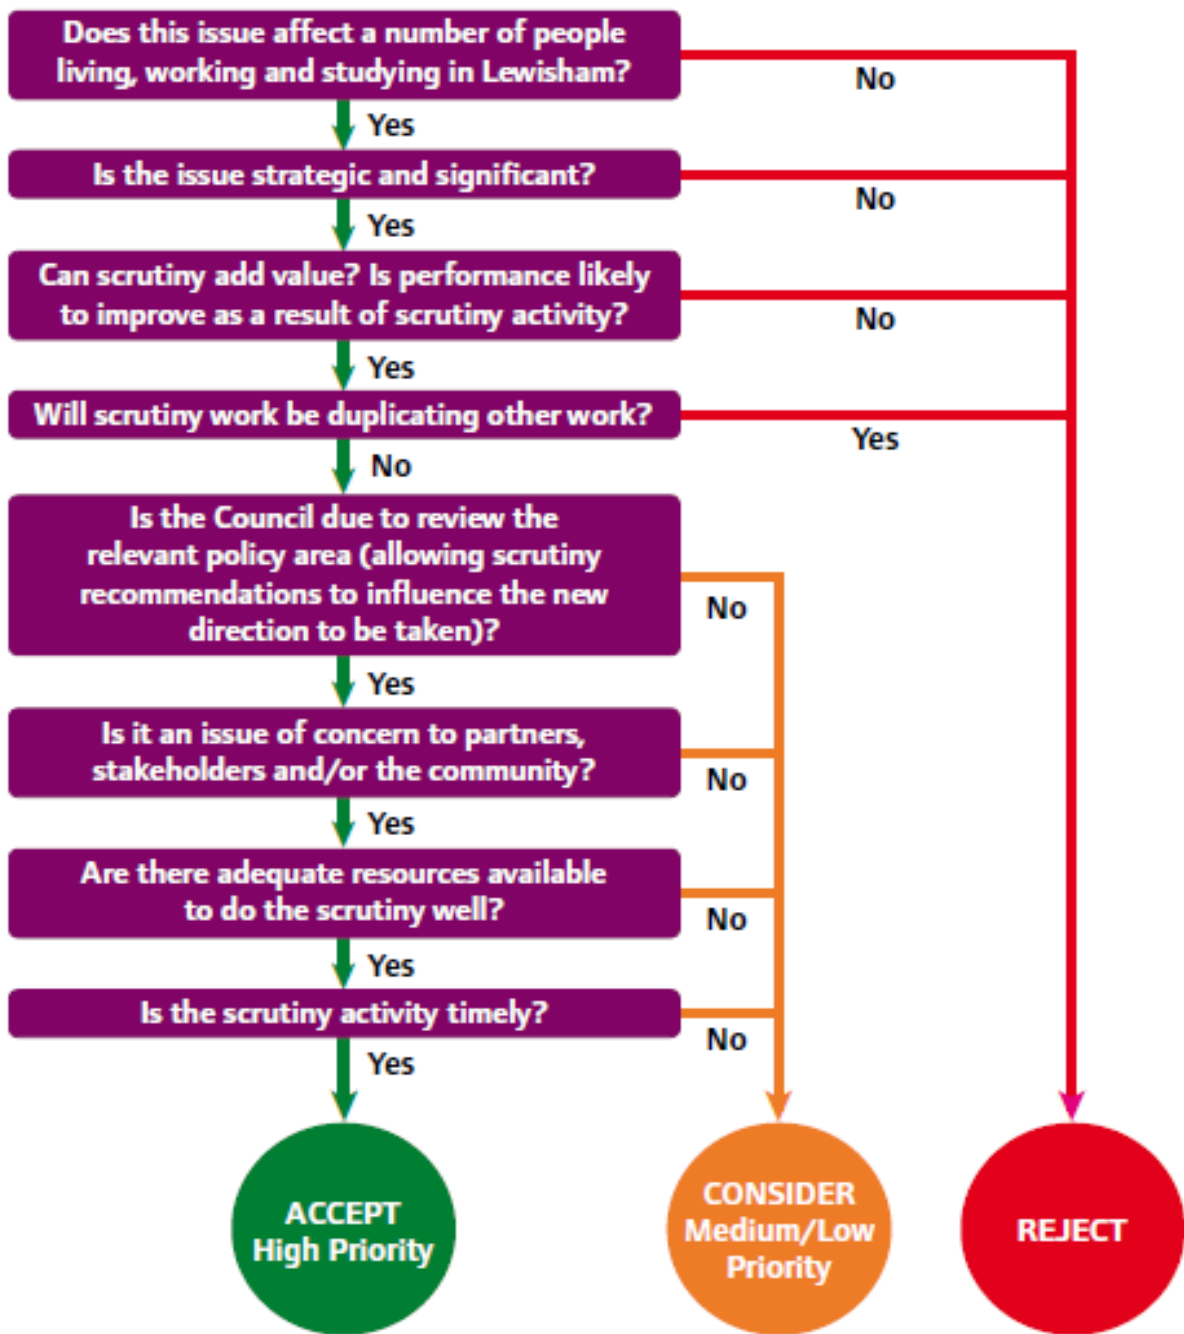 Does this issue affect a number of people
living, working and studying in Lewisham?
No
Yes
Is the issue strategic and significant?
No
Yes
Can scrutiny add value? Is performance likely
to improve as a result of scrutiny activity?
No
Yes
Will scrutiny work be duplicating other work?
Yes
No
Is the Council due to review the
relevant policy area (allowing scrutiny
recommendations to influence the new
direction to be taken)?
No
Yes
Is it an issue of concern to partners,
stakeholders and/or the community?
No
Yes
Are there adequate resources available
to do the scrutiny well?
No
Yes
Is the scrutiny activity timely?
No
Yes
ACCEPT
High Priority
CONSIDER
Medium/Low
Priority
REJECT